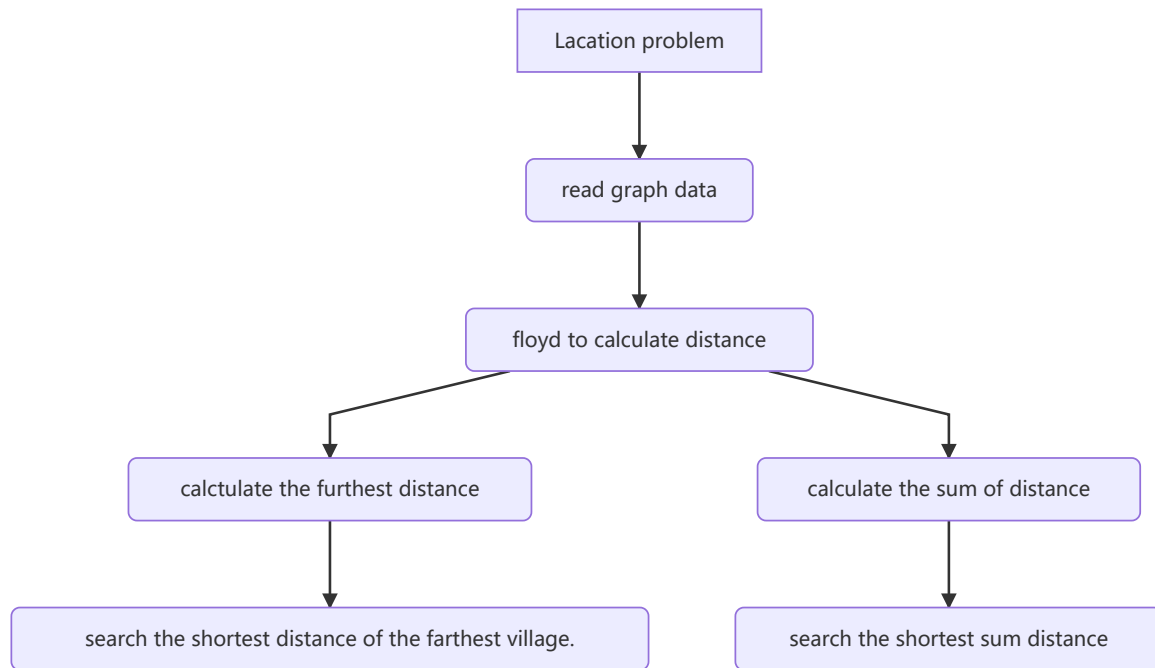 Lacation problem
read graph data
floyd to calculate distance
calctulate the furthest distance
calculate the sum of distance
search the shortest distance of the farthest village.
search the shortest sum distance